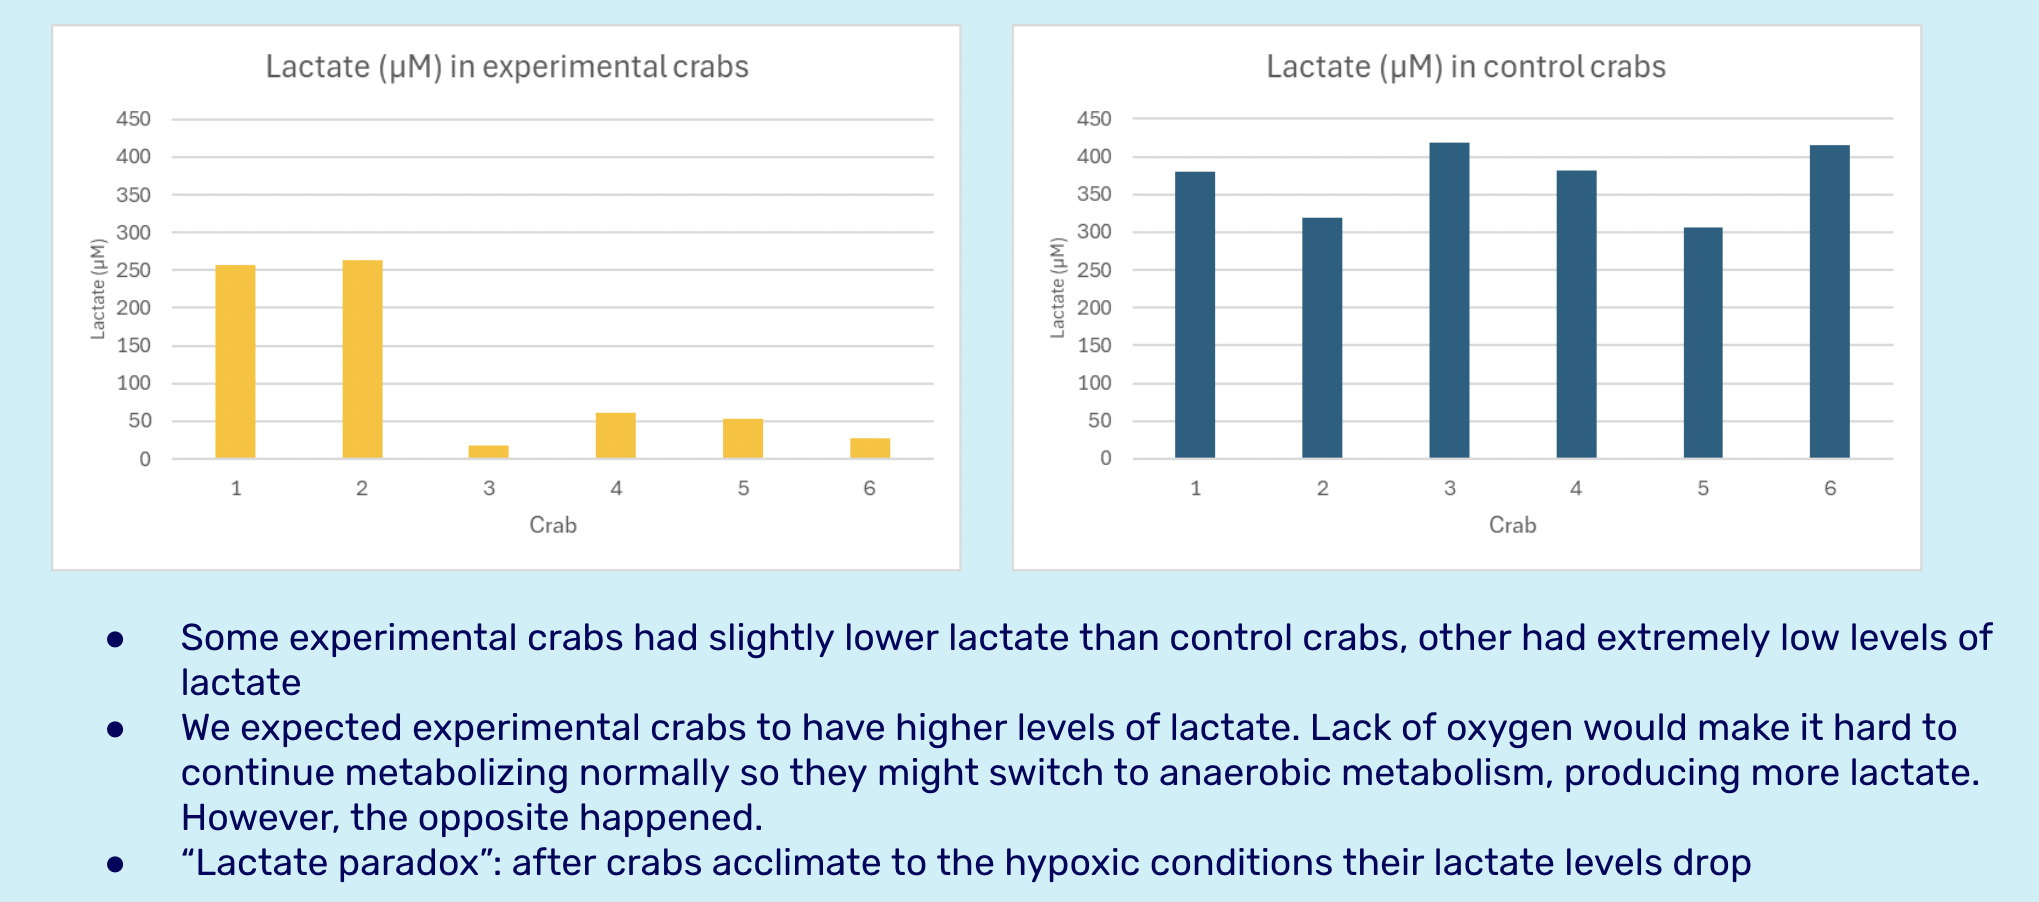 Lactate (µM) in experimental crabs
450
400
350
300
250
200
150
100
50
0
Lactate (µM)
1 2 3 4 5 6
Crab
Lactate (µM) in control crabs
450
400
350
300
250
200
150
100
50
0
Lactate (µM)
1 2 3 4 5 6
Crab
● Some experimental crabs had slightly lower lactate than control crabs, other had extremely low levels of
lactate
● We expected experimental crabs to have higher levels of lactate. Lack of oxygen would make it hard to
continue metabolizing normally so they might switch to anaerobic metabolism, producing more lactate.
However, the opposite happened.
● “Lactate paradox”: after crabs acclimate to the hypoxic conditions their lactate levels drop